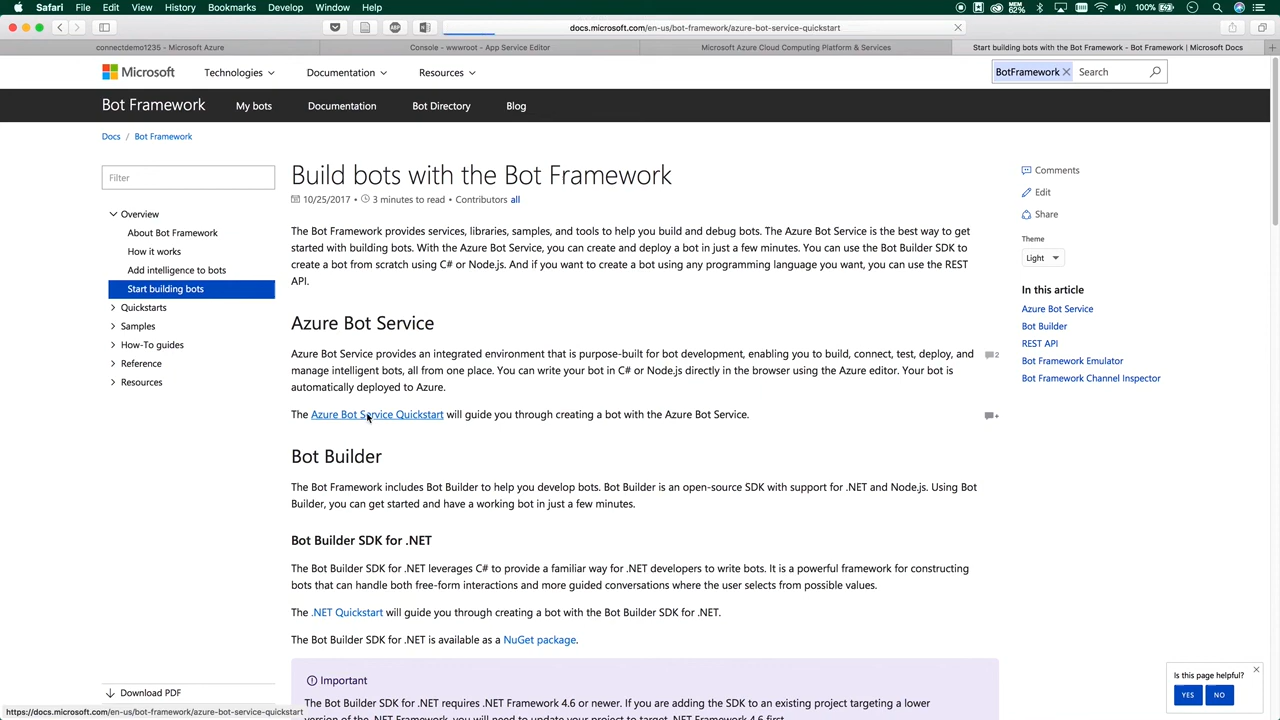 Safari File Edit View History Bookmarks Develop Window Help
100%
docs.microsoft.com/en-us/bot-framework/azure-bot-service-quickstart
connectdemo1235 - Microsoft Azure
Console - wwwroot - App Service Editor
Microsoft Azure Cloud Computing Platform & Services
Start building bots with the Bot Framework - Bot Framework | Microsoft Docs
Microsoft Technologies Documentation Resources
BotFramework Search
Bot Framework My bots Documentation Bot Directory Blog
Docs / Bot Framework
Filter
Overview
About Bot Framework
How it works
Add intelligence to bots
Start building bots
Quickstarts
Samples
How-To guides
Reference
Resources
Download PDF
Build bots with the Bot Framework
10/25/2017 • 3 minutes to read • Contributors all
The Bot Framework provides services, libraries, samples, and tools to help you build and debug bots. The Azure Bot Service is the best way to get
started with building bots. With the Azure Bot Service, you can create and deploy a bot in just a few minutes. You can use the Bot Builder SDK to
create a bot from scratch using C# or Node.js. And if you want to create a bot using any programming language you want, you can use the REST
API.
Azure Bot Service
Azure Bot Service provides an integrated environment that is purpose-built for bot development, enabling you to build, connect, test, deploy, and
manage intelligent bots, all from one place. You can write your bot in C# or Node.js directly in the browser using the Azure editor. Your bot is
automatically deployed to Azure.
2
The Azure Bot Service Quickstart will guide you through creating a bot with the Azure Bot Service.
Bot Builder
The Bot Framework includes Bot Builder to help you develop bots. Bot Builder is an open-source SDK with support for .NET and Node.js. Using Bot
Builder, you can get started and have a working bot in just a few minutes.
Bot Builder SDK for .NET
The Bot Builder SDK for .NET leverages C# to provide a familiar way for .NET developers to write bots. It is a powerful framework for constructing
bots that can handle both free-form interactions and more guided conversations where the user selects from possible values.
The .NET Quickstart will guide you through creating a bot with the Bot Builder SDK for .NET.
The Bot Builder SDK for .NET is available as a NuGet package.
Important
The Bot Builder SDK for .NET requires .NET Framework 4.6 or newer. If you are adding the SDK to an existing project targeting a lower
version of the .NET Framework, you will need to update your project to target .NET Framework 4.6 first.
Comments
Edit
Share
Theme
Light
In this article
Azure Bot Service
Bot Builder
REST API
Bot Framework Emulator
Bot Framework Channel Inspector
Is this page helpful?
YES NO
https://docs.microsoft.com/en-us/bot-framework/azure-bot-service-quickstart